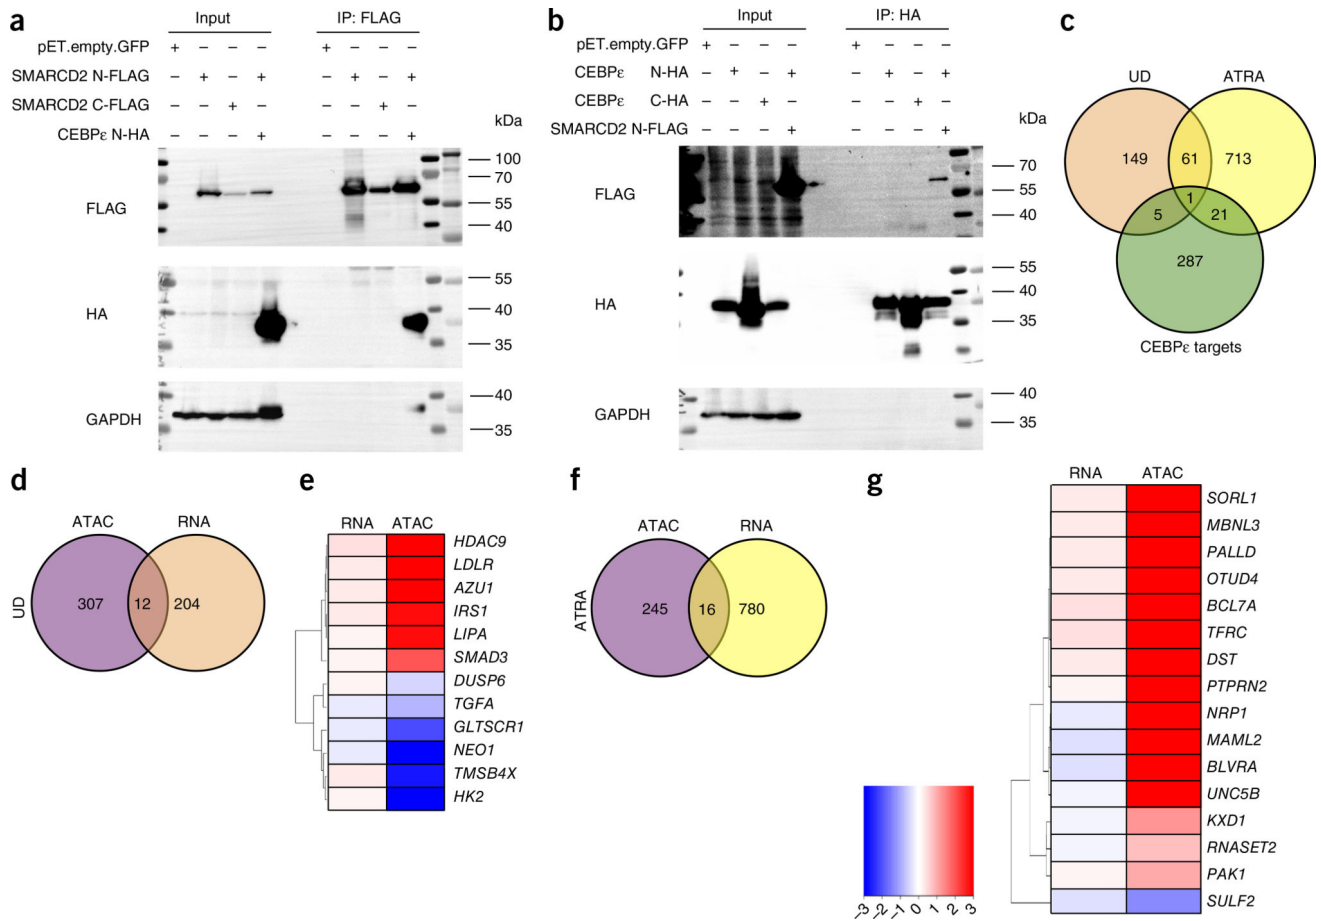 a
Input
IP: FLAG
pET.empty.GFP + – – – + – – –
SMARCD2 N-FLAG – + – + – + – +
SMARCD2 C-FLAG – – + – – – + –
CEBPε N-HA – – – + – – – +
kDa
FLAG
100
70
55
40
HA
55
40
35
GAPDH
40
35
b
Input
IP: HA
pET.empty.GFP + – – – + – – –
CEBPε N-HA – + – + – + – +
CEBPε C-HA – – + – – – + –
SMARCD2 N-FLAG – – – + – – – +
kDa
FLAG
70
55
40
HA
55
40
35
GAPDH
40
35
c
UD
ATRA
149
61
713
1
5
21
287
CEBPε targets
d
ATAC
RNA
UD
307
12
204
e
RNA
ATAC
HDAC9
LDLR
AZU1
IRS1
LIPA
SMAD3
DUSP6
TGFA
GLTSCR1
NEO1
TMSB4X
HK2
f
ATAC
RNA
ATRA
245
16
780
-3
-2
-1
0
1
2
3
g
RNA
ATAC
SORL1
MBNL3
PALLD
OTUD4
BCL7A
TFRC
DST
PTPRN2
NRP1
MAML2
BLVRA
UNC5B
KXD1
RNASET2
PAK1
SULF2